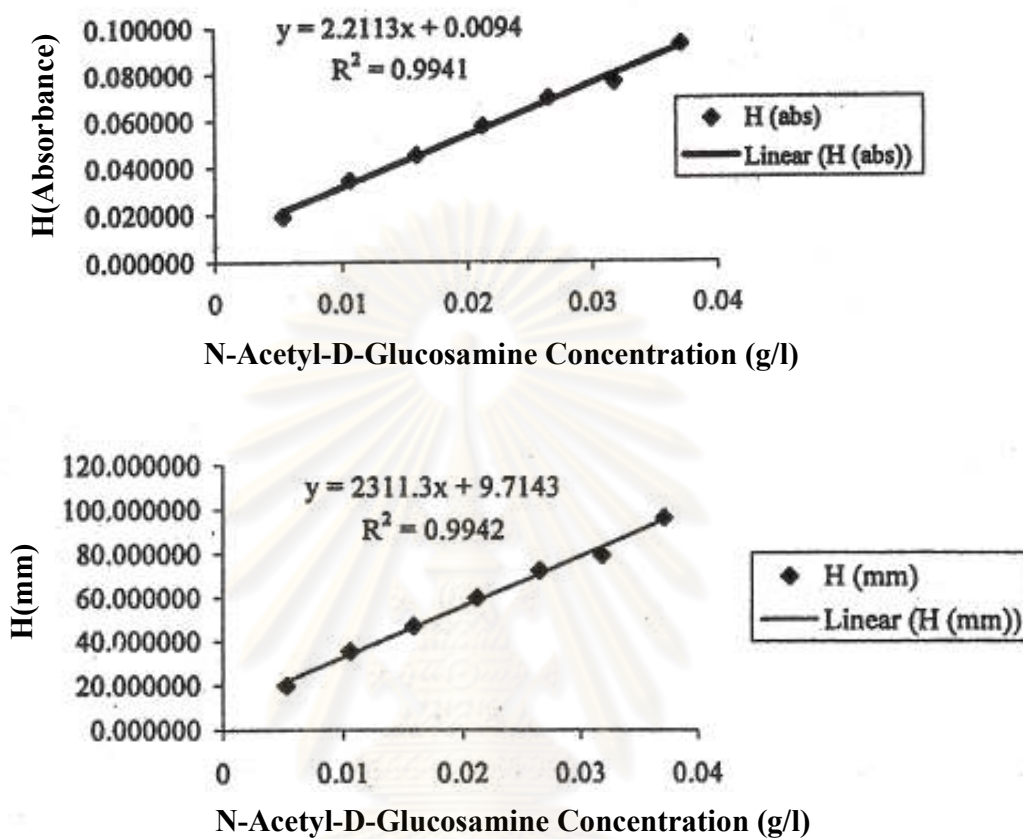 y = 2.2113x + 0.0094
R² = 0.9941
H(Absorbance)
0.100000
0.080000
0.060000
0.040000
0.020000
0.000000
0 0.01 0.02 0.03 0.04
N-Acetyl-D-Glucosamine Concentration (g/l)
H (abs)
Linear (H (abs))
y = 2311.3x + 9.7143
R² = 0.9942
H(mm)
120.000000
100.000000
80.000000
60.000000
40.000000
20.000000
0.000000
0 0.01 0.02 0.03 0.04
N-Acetyl-D-Glucosamine Concentration (g/l)
H (mm)
Linear (H (mm))